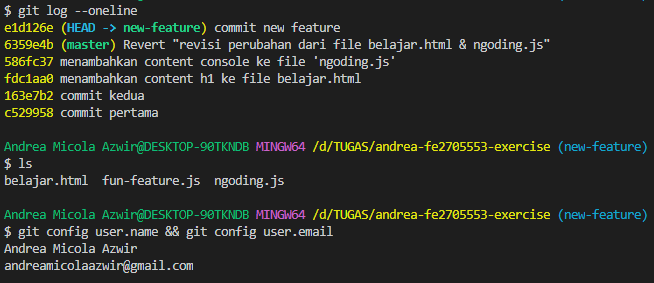 $ git log --oneline
e1d126e (HEAD -> new-feature) commit new feature
6359e4b (master) Revert "revisi perubahan dari file belajar.html & ngoding.js"
586fc37 menambahkan content console ke file 'ngoding.js'
fdc1aa0 menambahkan content h1 ke file belajar.html
163e7b2 commit kedua
c529958 commit pertama
Andrea Micola Azwir@DESKTOP-90TKNDB MINGW64 /d/TUGAS/andrea-fe2705553-exercise (new-feature)
$ ls
belajar.html  fun-feature.js  ngoding.js
Andrea Micola Azwir@DESKTOP-90TKNDB MINGW64 /d/TUGAS/andrea-fe2705553-exercise (new-feature)
$ git config user.name && git config user.email
Andrea Micola Azwir
andreamicolaazwir@gmail.com